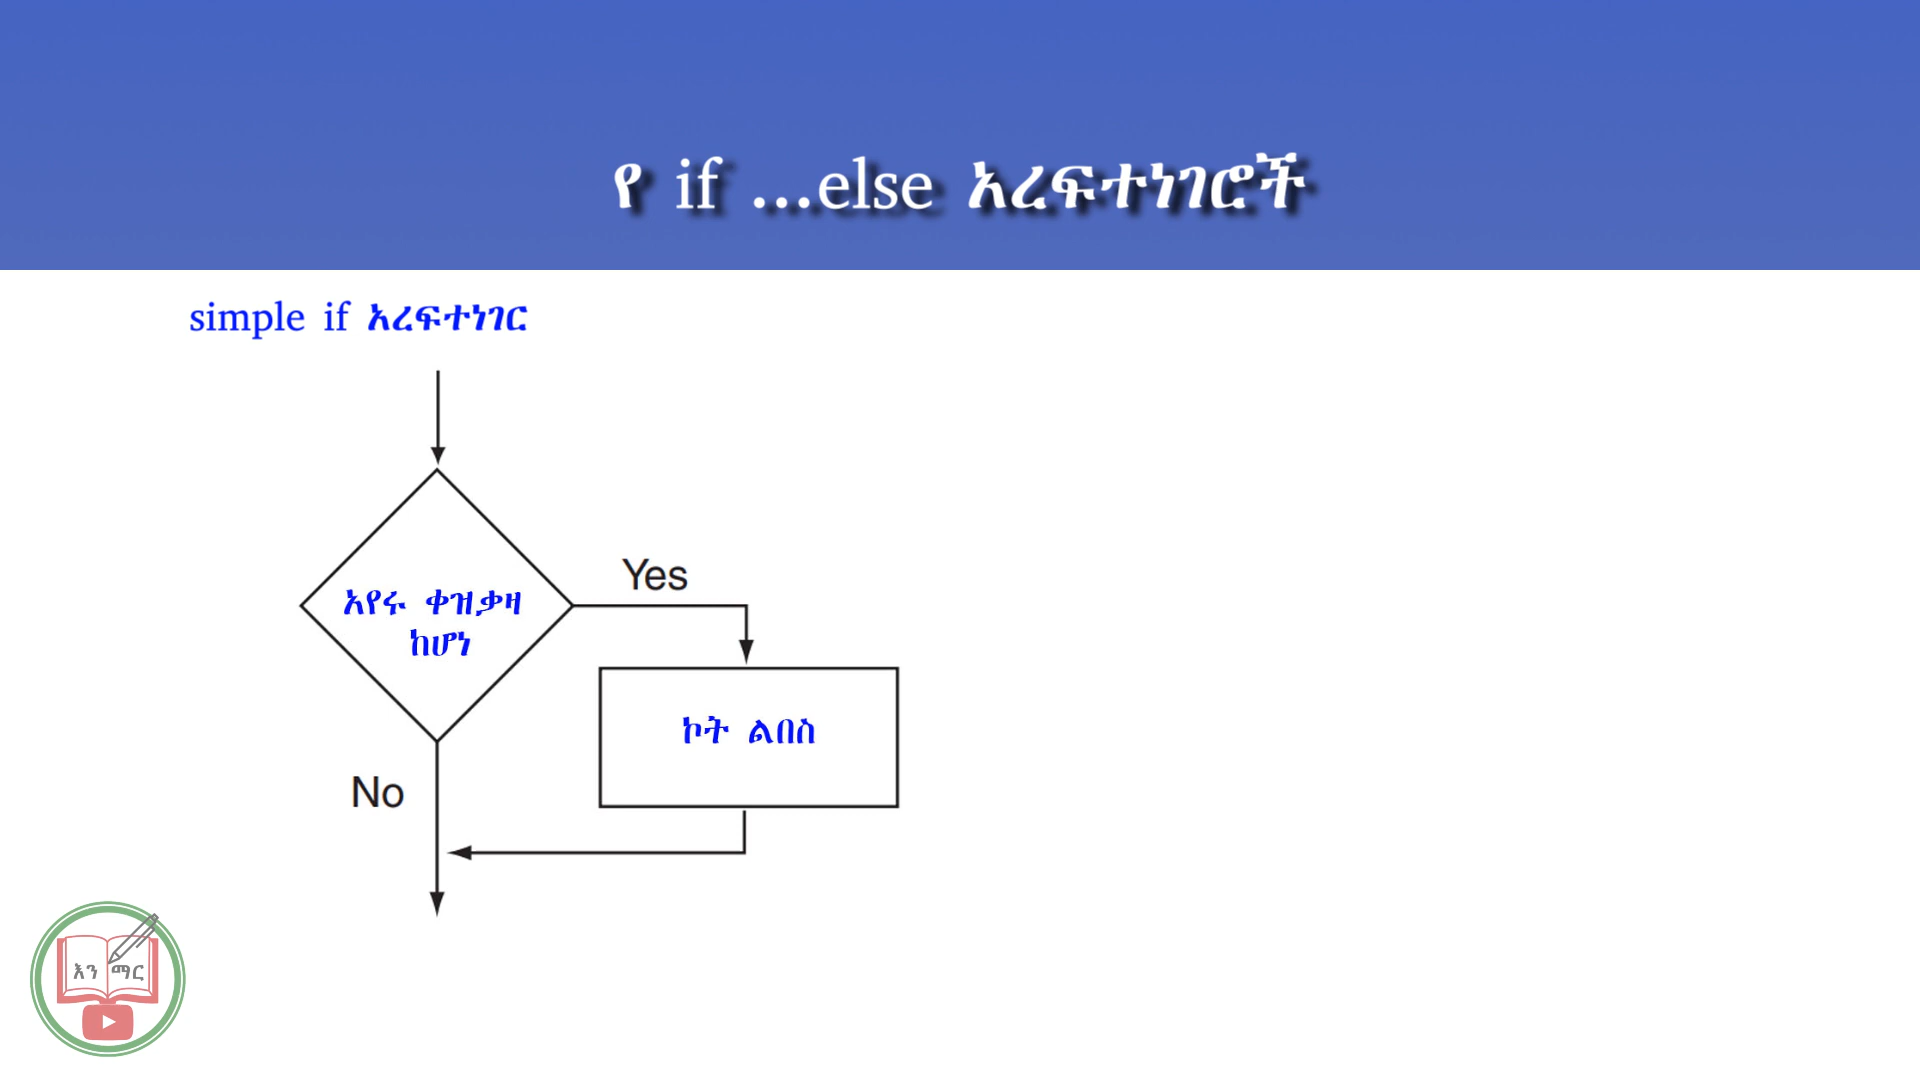 የ if ...else አረፍተነገሮች
simple if አረፍተነገር
አየሩ ቀዝቃዛ
ከሆነ
Yes
ኮት ልበስ
No
እን ማር